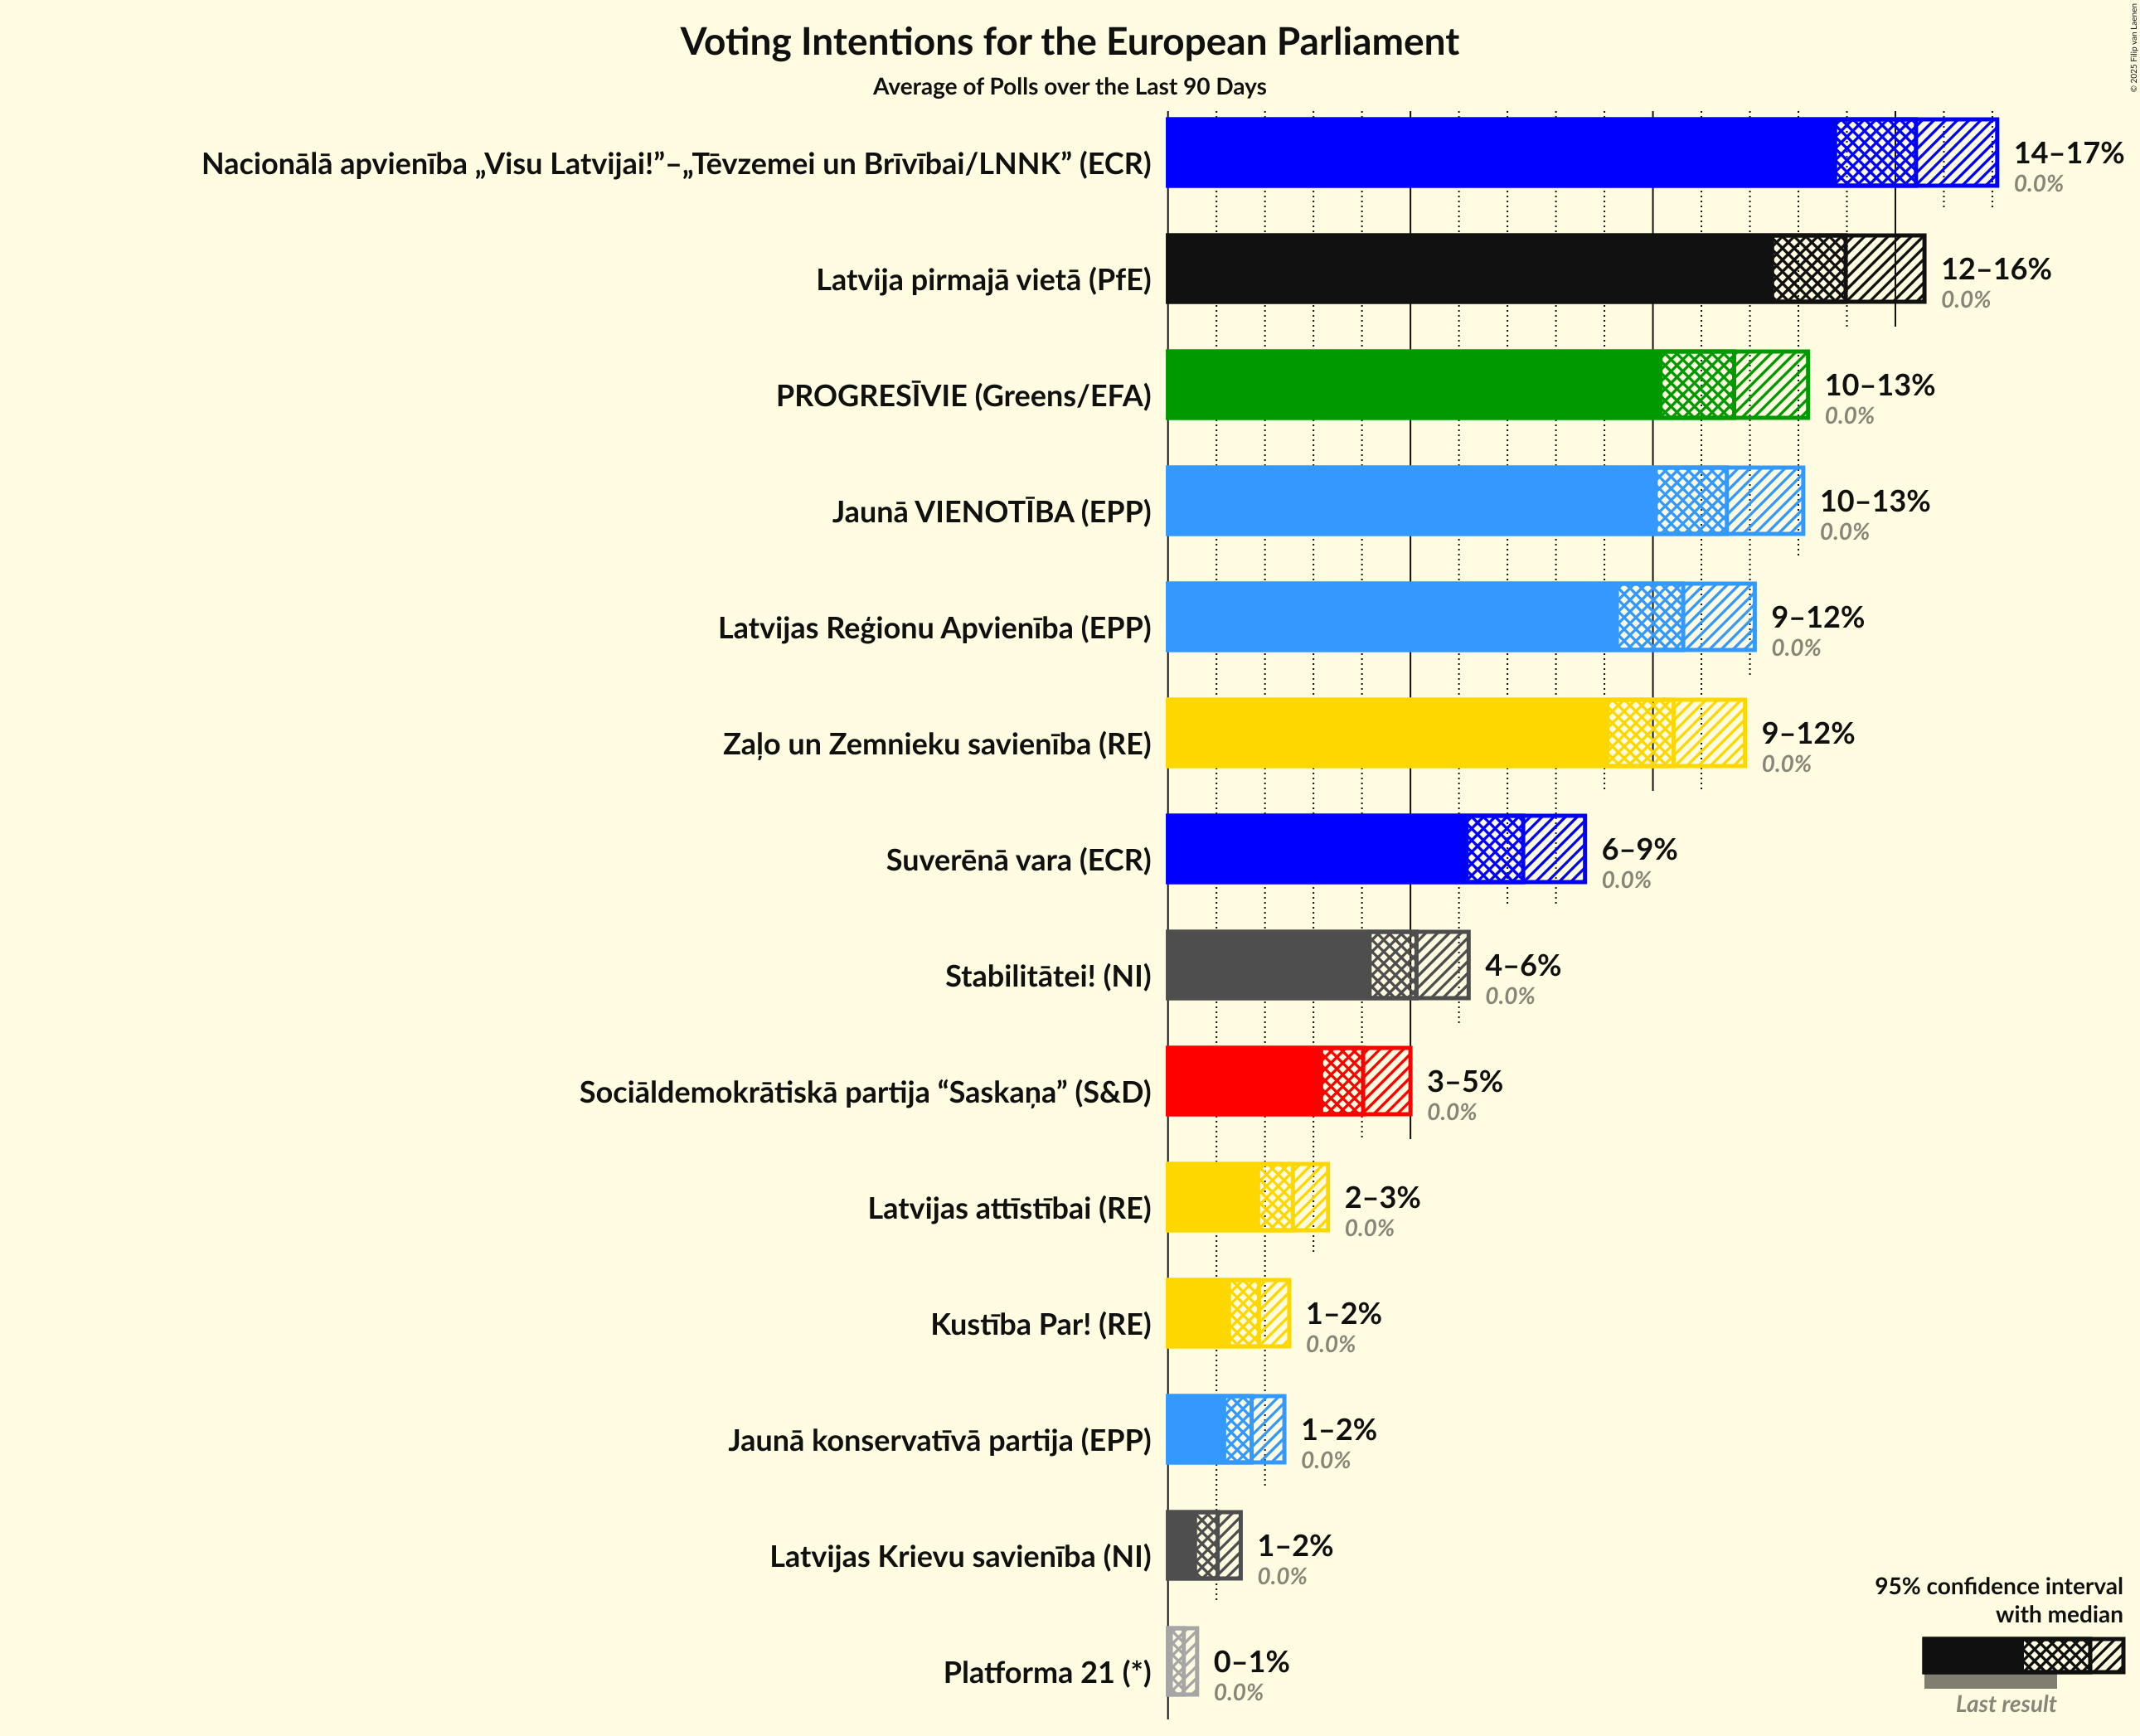 © 2025 Filip van Laenen
Voting Intentions for the European Parliament
Average of Polls over the Last 90 Days
Nacionālā apvienība „Visu Latvijai!”–„Tēvzemei un Brīvībai/LNNK” (ECR)
14–17%
0.0%
Latvija pirmajā vietā (PfE)
12–16%
0.0%
PROGRESĪVIE (Greens/EFA)
10–13%
0.0%
Jaunā VIENOTĪBA (EPP)
10–13%
0.0%
Latvijas Reģionu Apvienība (EPP)
9–12%
0.0%
Zaļo un Zemnieku savienība (RE)
9–12%
0.0%
Suverēnā vara (ECR)
6–9%
0.0%
Stabilitātei! (NI)
4–6%
0.0%
Sociāldemokrātiskā partija “Saskaņa” (S&D)
3–5%
0.0%
Latvijas attīstībai (RE)
2–3%
0.0%
Kustība Par! (RE)
1–2%
0.0%
Jaunā konservatīvā partija (EPP)
1–2%
0.0%
Latvijas Krievu savienība (NI)
1–2%
0.0%
Platforma 21 (*)
0–1%
0.0%
95% confidence interval
with median
Last result